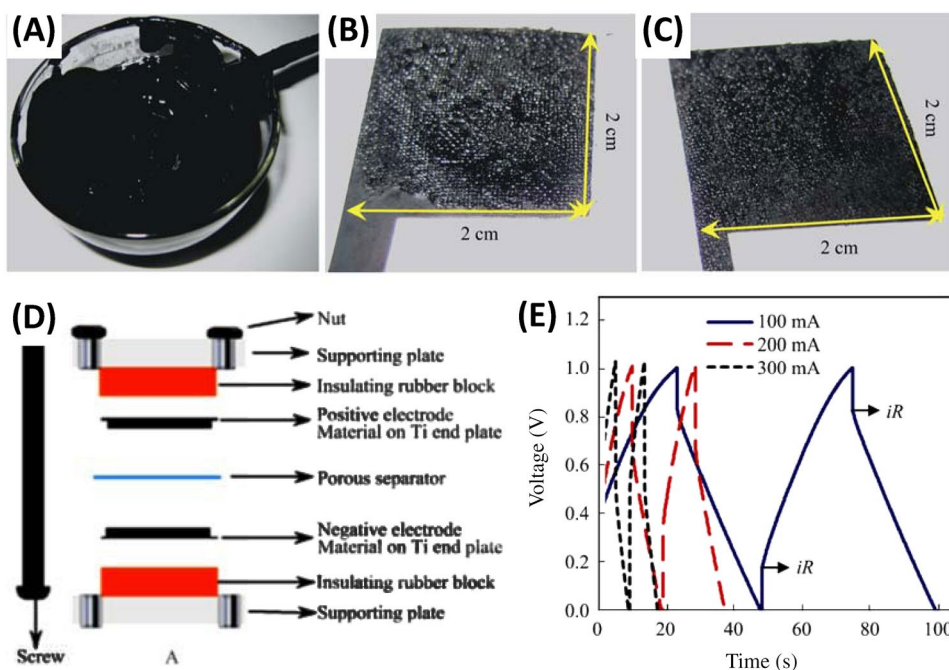 (A)
(B)
2 cm
2 cm
(C)
2 cm
2 cm
(D)
Nut
Supporting plate
Insulating rubber block
Positive electrode
Material on Ti end plate
Porous separator
Negative electrode
Material on Ti end plate
Insulating rubber block
Supporting plate
Screw
A
(E)
Voltage (V)
1.2
1.0
0.8
0.6
0.4
0.2
0.0
100 mA
200 mA
300 mA
iR
iR
0 20 40 60 80 100
Time (s)